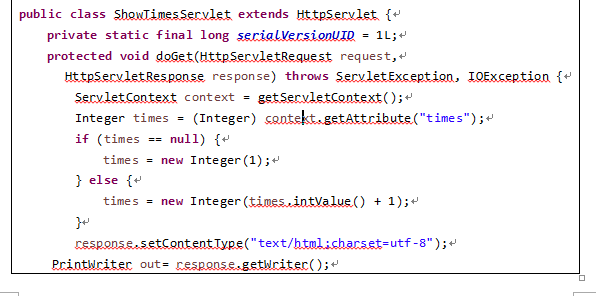 public class ShowTimesServlet extends HttpServlet {
private static final long serialVersionUID = 1L;
protected void doGet(HttpServletRequest request,
HttpServletResponse response) throws ServletException, IOException {
ServletContext context = getServletContext();
Integer times = (Integer) context.getAttribute("times");
if (times == null) {
times = new Integer(1);
} else {
times = new Integer(times.intValue() + 1);
}
response.setContentType("text/html;charset=utf-8");
PrintWriter out= response.getWriter();